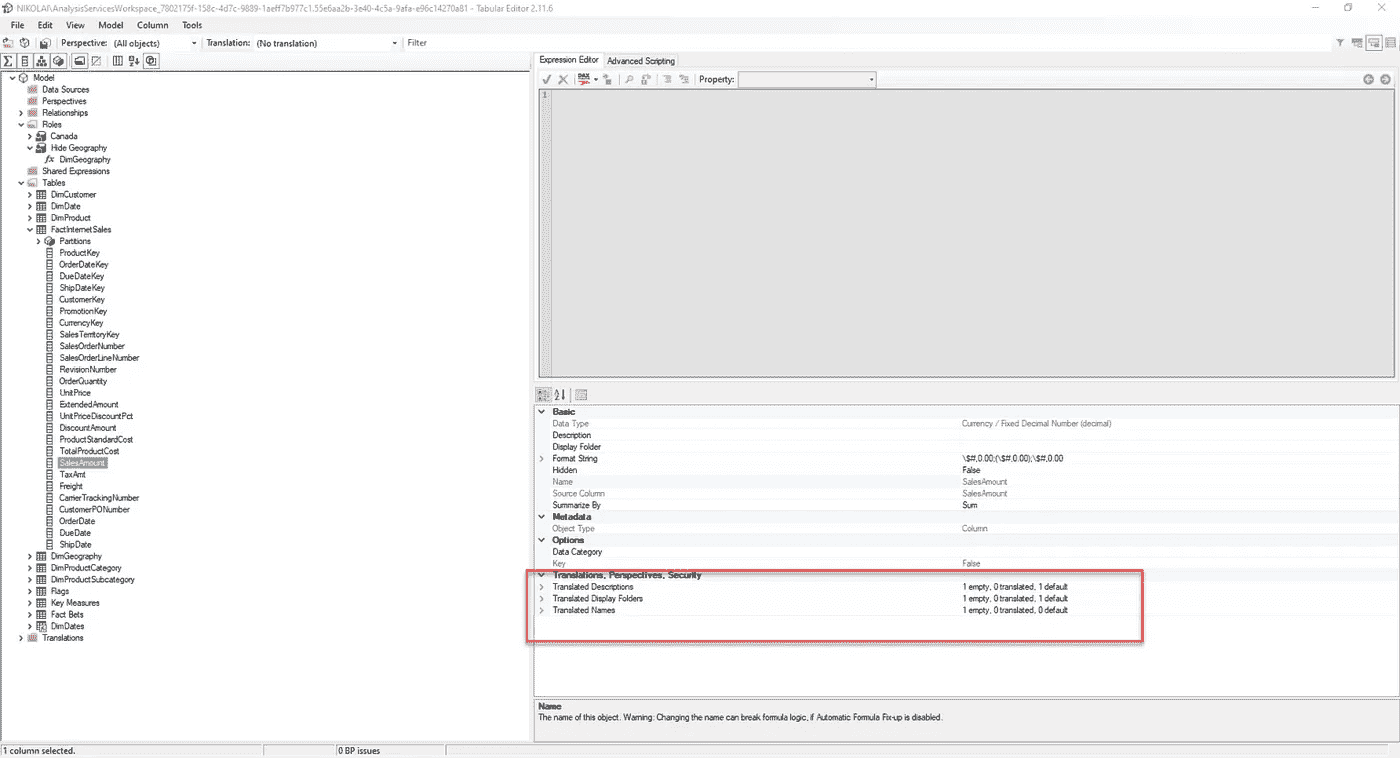 NIKOLAI\AnalysisServicesWorkspace_7802175f-158c-4d7c-9889-1aeff7b977c1.55e6aa2b-3e40-4c5a-9afa-e96c14270a81 - Tabular Editor 2.11.6
File Edit View Model Column Tools
Perspective: (All objects) Translation: (No translation) Filter
Model
Data Sources
Perspectives
Relationships
Roles
Canada
Hide Geography
DimGeography
Shared Expressions
Tables
DimCustomer
DimDate
DimProduct
FactInternetSales
Partitions
ProductKey
OrderDateKey
DueDateKey
ShipDateKey
CustomerKey
PromotionKey
CurrencyKey
SalesTerritoryKey
SalesOrderNumber
SalesOrderLineNumber
RevisionNumber
OrderQuantity
UnitPrice
ExtendedAmount
UnitPriceDiscountPct
DiscountAmount
ProductStandardCost
TotalProductCost
SalesAmount
TaxAmt
Freight
CarrierTrackingNumber
CustomerPONumber
OrderDate
DueDate
ShipDate
DimGeography
DimProductCategory
DimProductSubcategory
Flags
Key Measures
Fact Bets
DimDates
Translations
Expression Editor Advanced Scripting
DAX Property:
1
Basic
Data Type Currency / Fixed Decimal Number (decimal)
Description
Display Folder
Format String \$#,0.00;(\$#,0.00);\$#,0.00
Hidden False
Name SalesAmount
Source Column SalesAmount
Summarize By Sum
Metadata
Object Type Column
Options
Data Category
Key False
Translations, Perspectives, Security
Translated Descriptions 1 empty, 0 translated, 1 default
Translated Display Folders 1 empty, 0 translated, 1 default
Translated Names 1 empty, 0 translated, 0 default
Name
The name of this object. Warning: Changing the name can break formula logic, if Automatic Formula Fix-up is disabled.
1 column selected. 0 BP issues